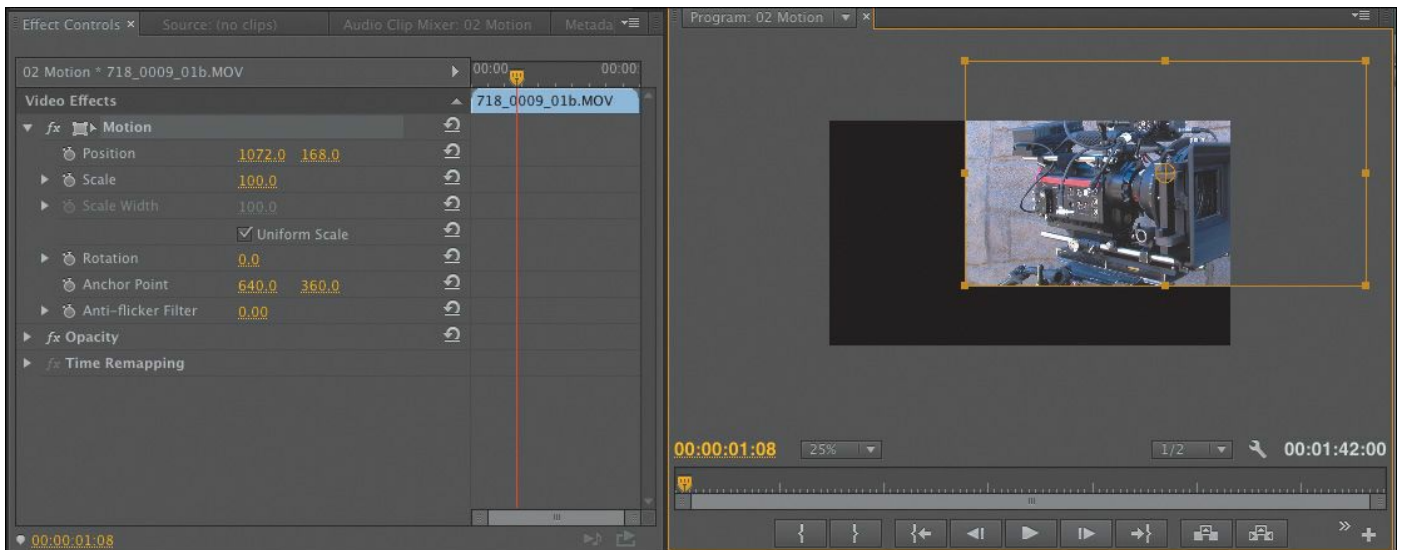 Effect Controls × Source: (no clips) Audio Clip Mixer: 02 Motion Metada
02 Motion * 718_0009_01b.MOV
00:00 00:00
Video Effects
718_0009_01b.MOV
fx Motion
Position 1072.0 168.0
Scale 100.0
Scale Width 100.0
Uniform Scale
Rotation 0.0
Anchor Point 640.0 360.0
Anti-flicker Filter 0.00
fx Opacity
fx Time Remapping
00:00:01:08
Program: 02 Motion ×
00:00:01:08 25% 1/2 00:01:42:00